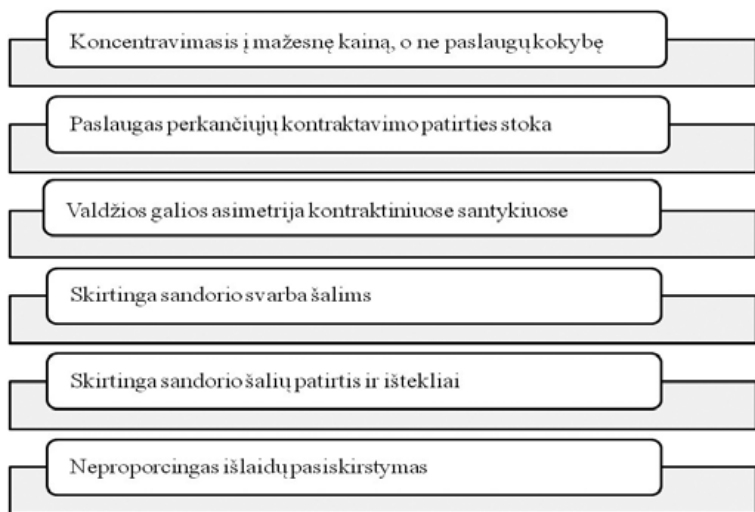 Koncentravimasis į mažesnę kainą, o ne paslaugų kokybę
Paslaugas perkančiųjų kontraktavimo patirties stoka
Valdžios galios asimetrija kontraktiniuose santykiuose
Skirtinga sandorio svarba šalims
Skirtinga sandorio šalių patirtis ir ištekliai
Neproporcingas išlaidų pasiskirstymas